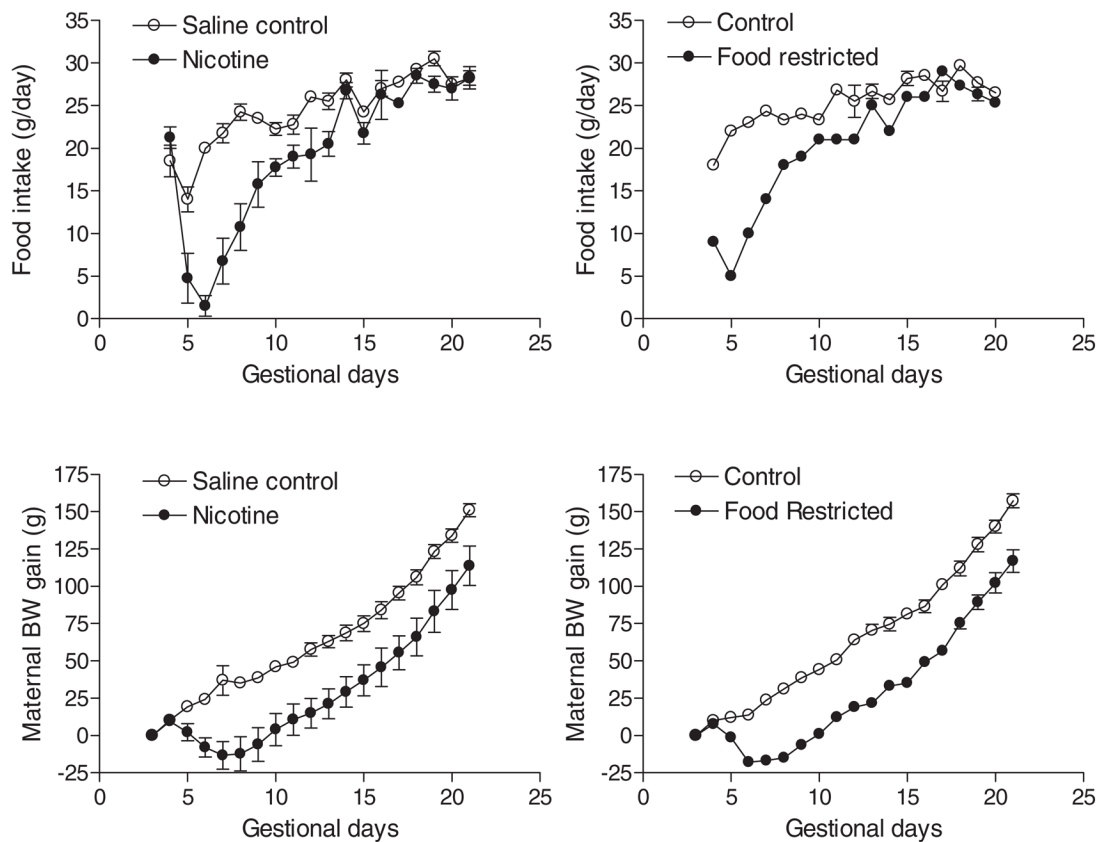 Saline control
Nicotine
Food intake (g/day)
35
30
25
20
15
10
5
0
0 5 10 15 20 25
Gestional days
Control
Food restricted
Food intake (g/day)
35
30
25
20
15
10
5
0
0 5 10 15 20 25
Gestional days
Saline control
Nicotine
Maternal BW gain (g)
175
150
125
100
75
50
25
0
-25
0 5 10 15 20 25
Gestional days
Control
Food Restricted
Maternal BW gain (g)
175
150
125
100
75
50
25
0
-25
0 5 10 15 20 25
Gestional days